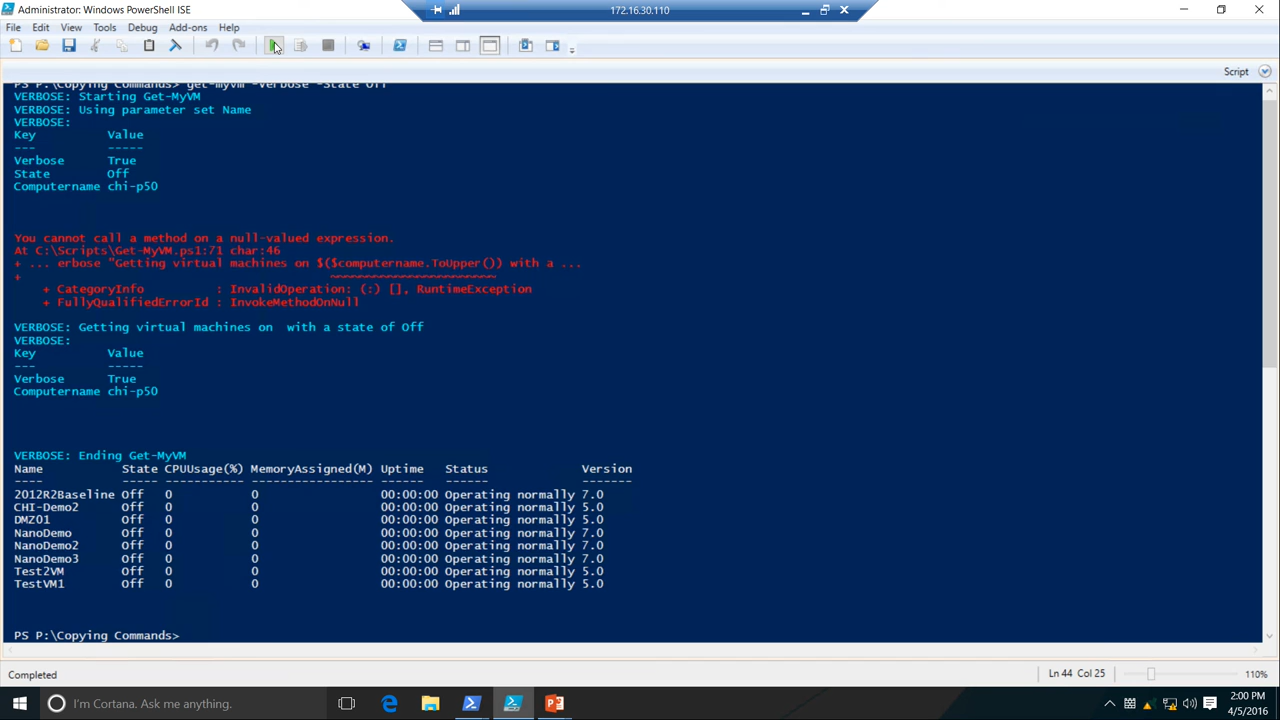 Administrator: Windows PowerShell ISE
172.16.30.110
File Edit View Tools Debug Add-ons Help
Script
PS P:\Copying Commands> get-myvm -Verbose -State Off
VERBOSE: Starting Get-MyVM
VERBOSE: Using parameter set Name
VERBOSE:
Key Value
--- -----
Verbose True
State Off
Computername chi-p50
You cannot call a method on a null-valued expression.
At C:\Scripts\Get-MyVM.ps1:71 char:46
+ ... erbose "Getting virtual machines on $($computername.ToUpper()) with a ...
+ ~~~~~~~~~~~~~~~~~~~~~~~
+ CategoryInfo : InvalidOperation: (:) [], RuntimeException
+ FullyQualifiedErrorId : InvokeMethodOnNull
VERBOSE: Getting virtual machines on  with a state of Off
VERBOSE:
Key Value
--- -----
Verbose True
Computername chi-p50
VERBOSE: Ending Get-MyVM
Name State CPUUsage(%) MemoryAssigned(M) Uptime Status Version
---- ----- ----------- ----------------- ------ ------ -------
2012R2Baseline Off 0 0 00:00:00 Operating normally 7.0
CHI-Demo2 Off 0 0 00:00:00 Operating normally 5.0
DMZ01 Off 0 0 00:00:00 Operating normally 5.0
NanoDemo Off 0 0 00:00:00 Operating normally 7.0
NanoDemo2 Off 0 0 00:00:00 Operating normally 7.0
NanoDemo3 Off 0 0 00:00:00 Operating normally 7.0
Test2VM Off 0 0 00:00:00 Operating normally 5.0
TestVM1 Off 0 0 00:00:00 Operating normally 5.0
PS P:\Copying Commands>
Completed
Ln 44 Col 25
110%
I'm Cortana. Ask me anything.
2:00 PM
4/5/2016